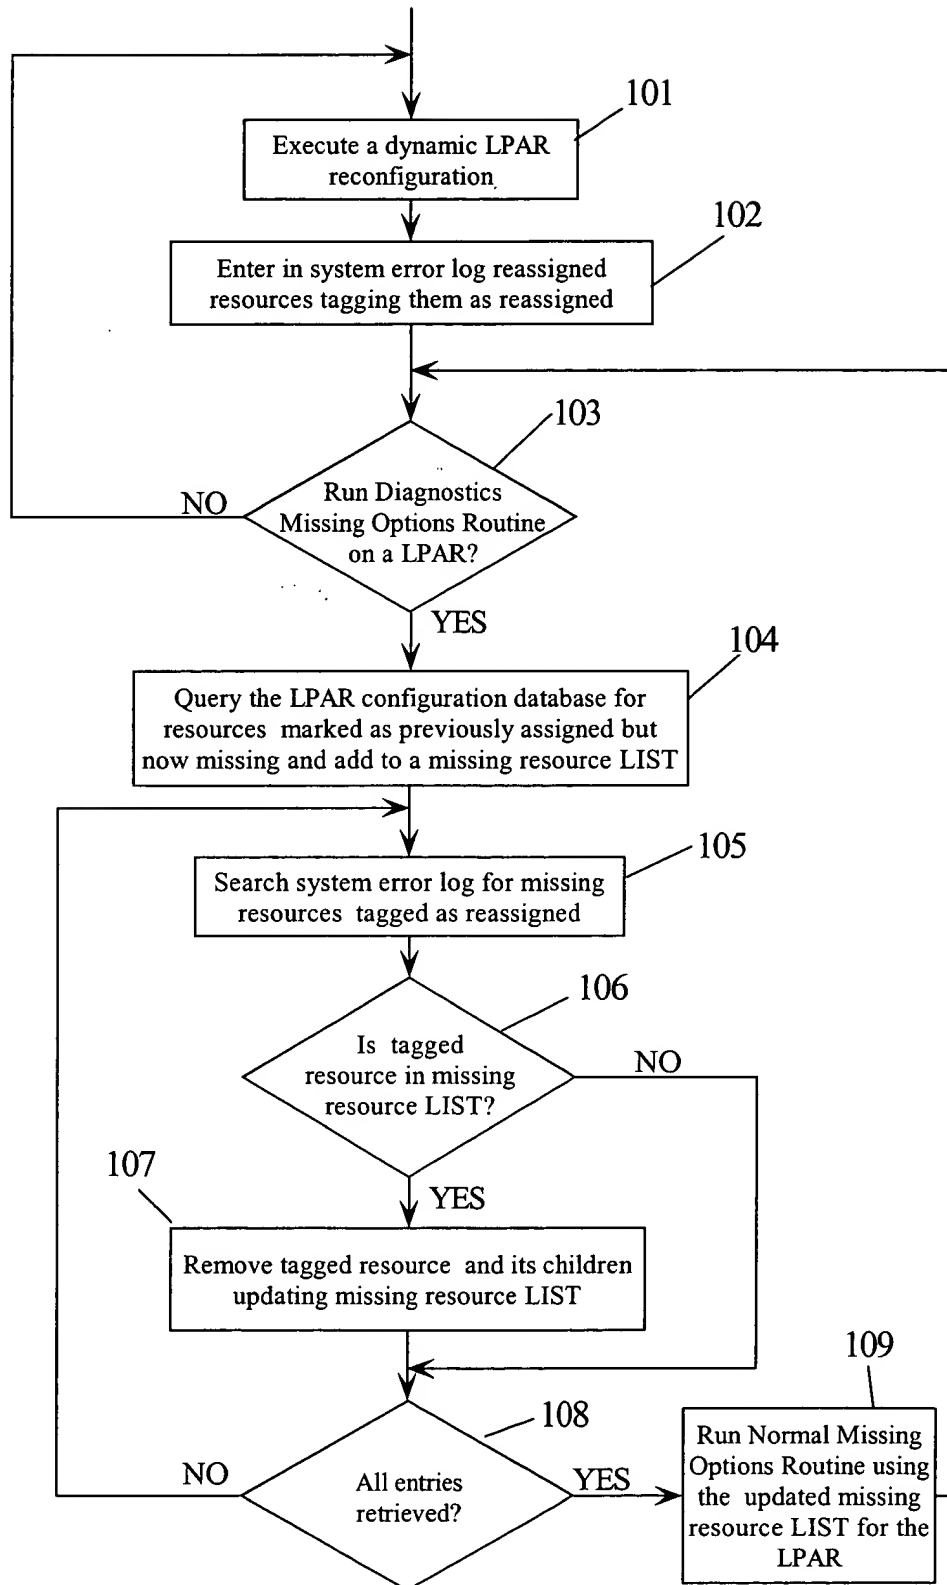 101
Execute a dynamic LPAR
reconfiguration
102
Enter in system error log reassigned
resources tagging them as reassigned
103
Run Diagnostics
Missing Options Routine
on a LPAR?
NO
YES
104
Query the LPAR configuration database for
resources marked as previously assigned but
now missing and add to a missing resource LIST
105
Search system error log for missing
resources tagged as reassigned
106
Is tagged
resource in missing
resource LIST?
NO
YES
107
Remove tagged resource and its children
updating missing resource LIST
108
All entries
retrieved?
NO
YES
109
Run Normal Missing
Options Routine using
the updated missing
resource LIST for the
LPAR